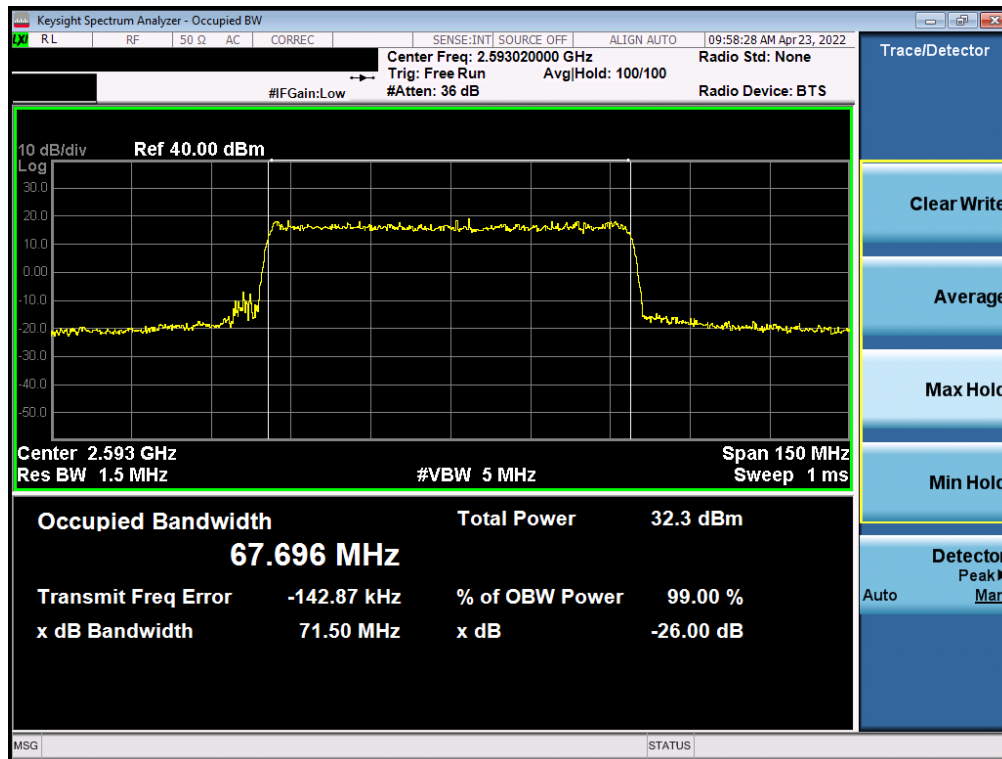 Keysight Spectrum Analyzer - Occupied BW
LXI RL RF 50 Ω AC CORREC SENSE:INT SOURCE OFF ALIGN AUTO 09:58:28 AM Apr 23, 2022
Center Freq: 2.593020000 GHz Radio Std: None
Trig: Free Run Avg|Hold: 100/100
#IFGain:Low #Atten: 36 dB Radio Device: BTS
10 dB/div Ref 40.00 dBm
Log
30.0
20.0
10.0
0.00
-10.0
-20.0
-30.0
-40.0
-50.0
Center 2.593 GHz Span 150 MHz
Res BW 1.5 MHz #VBW 5 MHz Sweep 1 ms
Occupied Bandwidth Total Power 32.3 dBm
67.696 MHz
Transmit Freq Error -142.87 kHz % of OBW Power 99.00 %
x dB Bandwidth 71.50 MHz x dB -26.00 dB
MSG STATUS
Trace/Detector
Clear Write
Average
Max Hold
Min Hold
Detector
Peak▶
Auto Man